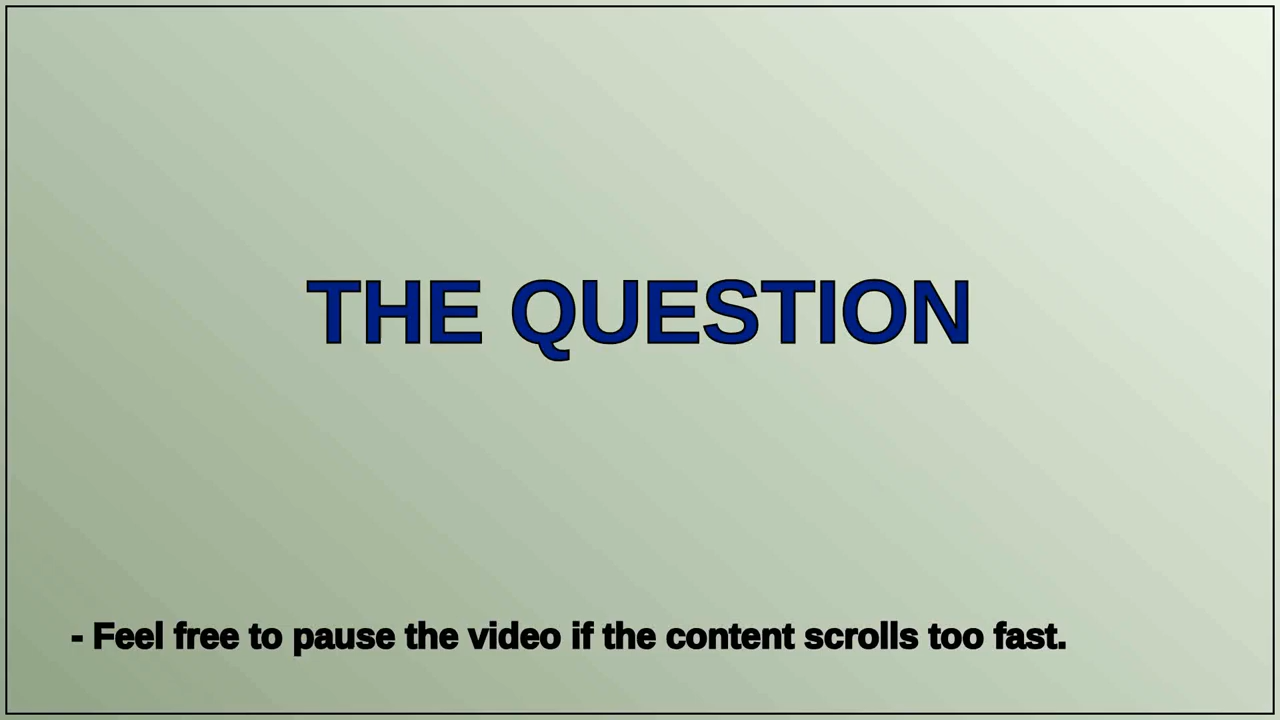 THE QUESTION
- Feel free to pause the video if the content scrolls too fast.